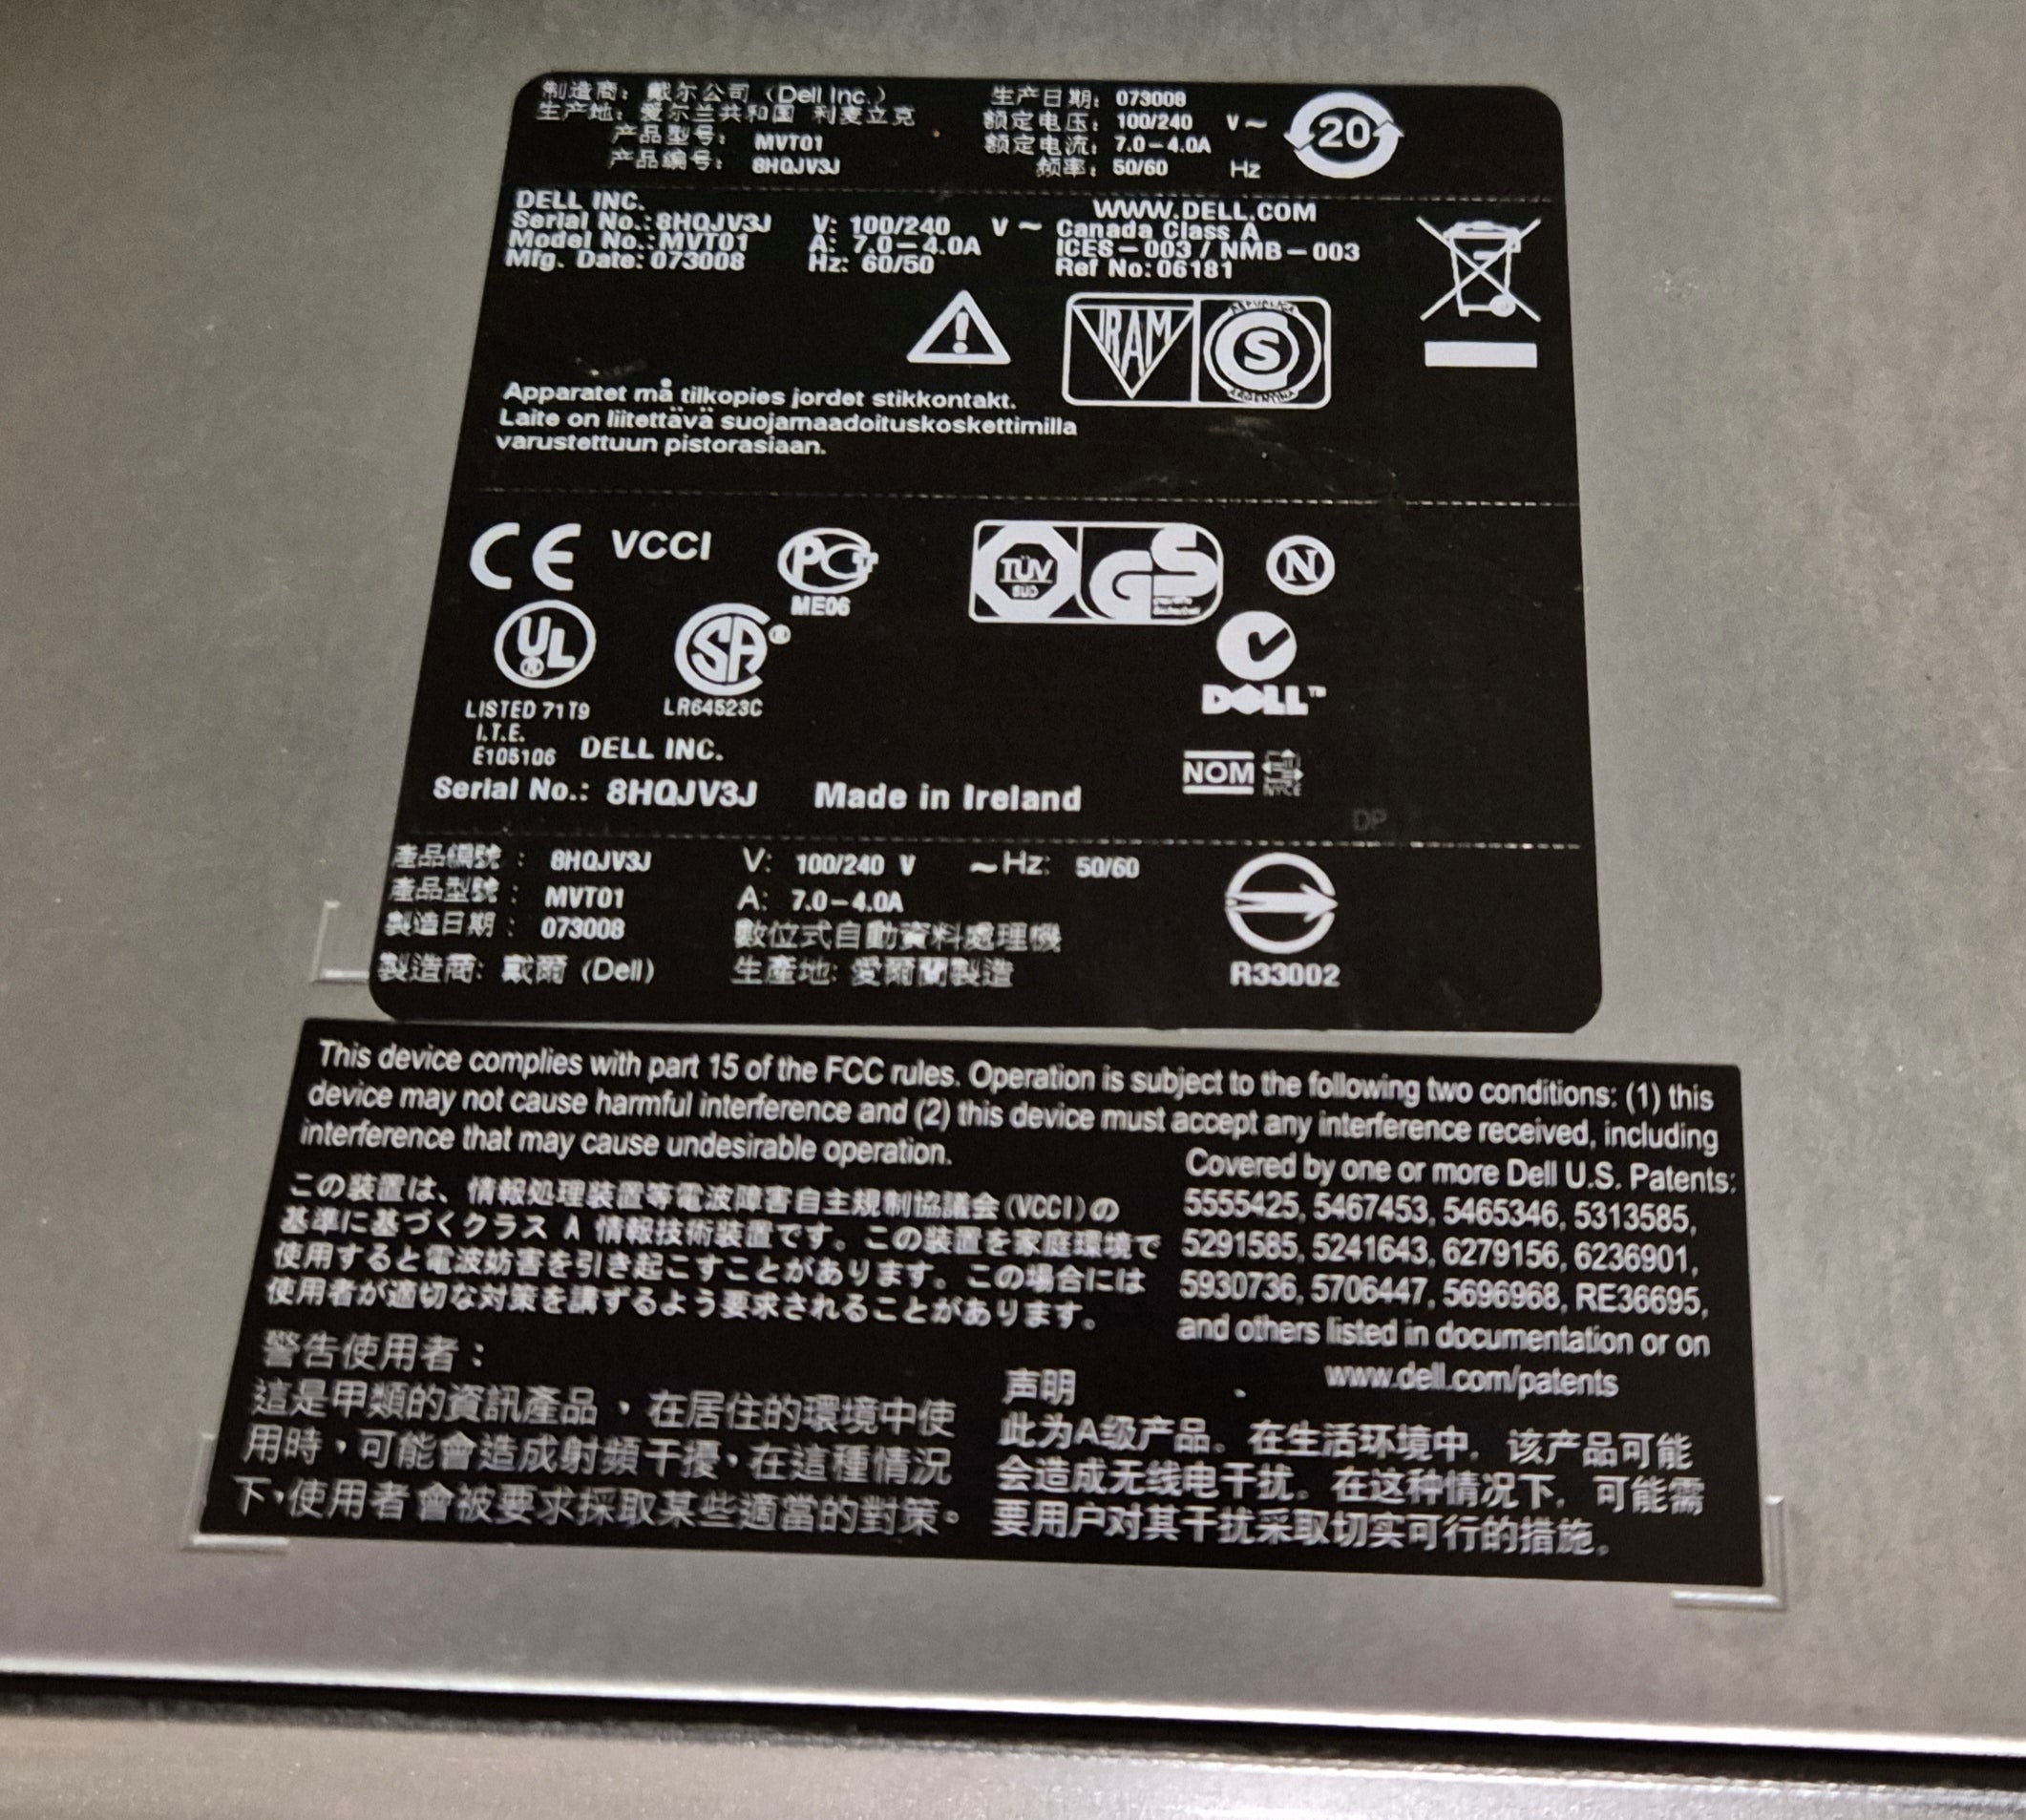 制造商: 戴尔公司 (Dell Inc.)
生产地: 爱尔兰共和国 利麦立克
产品型号: MVT01
产品编号: 8HQJV3J
生产日期: 073008
额定电压: 100/240 V~
额定电流: 7.0-4.0A
频率: 50/60 Hz
20
DELL INC.
Serial No.: 8HQJV3J
Model No.: MVT01
Mfg. Date: 073008
V: 100/240 V~
A: 7.0-4.0A
Hz: 60/50
WWW.DELL.COM
Canada Class A
ICES-003 / NMB-003
Ref No: 06181
IRAM
S
ARGENTINA
Apparatet må tilkopies jordet stikkontakt.
Laite on liitettävä suojamaadoituskoskettimilla
varustettuun pistorasiaan.
CE
VCCI
PG
ME06
TÜV
SÜD
GS
N
UL
®
LISTED 71T9
I.T.E.
E105106
SA®
LR64523C
DELL™
DELL INC.
NOM
NYCE
Serial No.: 8HQJV3J Made in Ireland
DP
產品編號: 8HQJV3J
產品型號: MVT01
製造日期: 073008
製造商: 戴爾 (Dell)
V: 100/240 V ~Hz: 50/60
A: 7.0-4.0A
數位式自動資料處理機
生產地: 愛爾蘭製造
R33002
This device complies with part 15 of the FCC rules. Operation is subject to the following two conditions: (1) this
device may not cause harmful interference and (2) this device must accept any interference received, including
interference that may cause undesirable operation.
Covered by one or more Dell U.S. Patents:
5555425, 5467453, 5465346, 5313585,
5291585, 5241643, 6279156, 6236901,
5930736, 5706447, 5696968, RE36695,
and others listed in documentation or on
www.dell.com/patents
この装置は、情報処理装置等電波障害自主規制協議会(VCCI)の
基準に基づくクラス A 情報技術装置です。この装置を家庭環境で
使用すると電波妨害を引き起こすことがあります。この場合には
使用者が適切な対策を講ずるよう要求されることがあります。
警告使用者:
這是甲類的資訊產品,在居住的環境中使
用時,可能會造成射頻干擾,在這種情況
下,使用者會被要求採取某些適當的對策。
声明
此为A级产品。在生活环境中,该产品可能
会造成无线电干扰。在这种情况下,可能需
要用户对其干扰采取切实可行的措施。